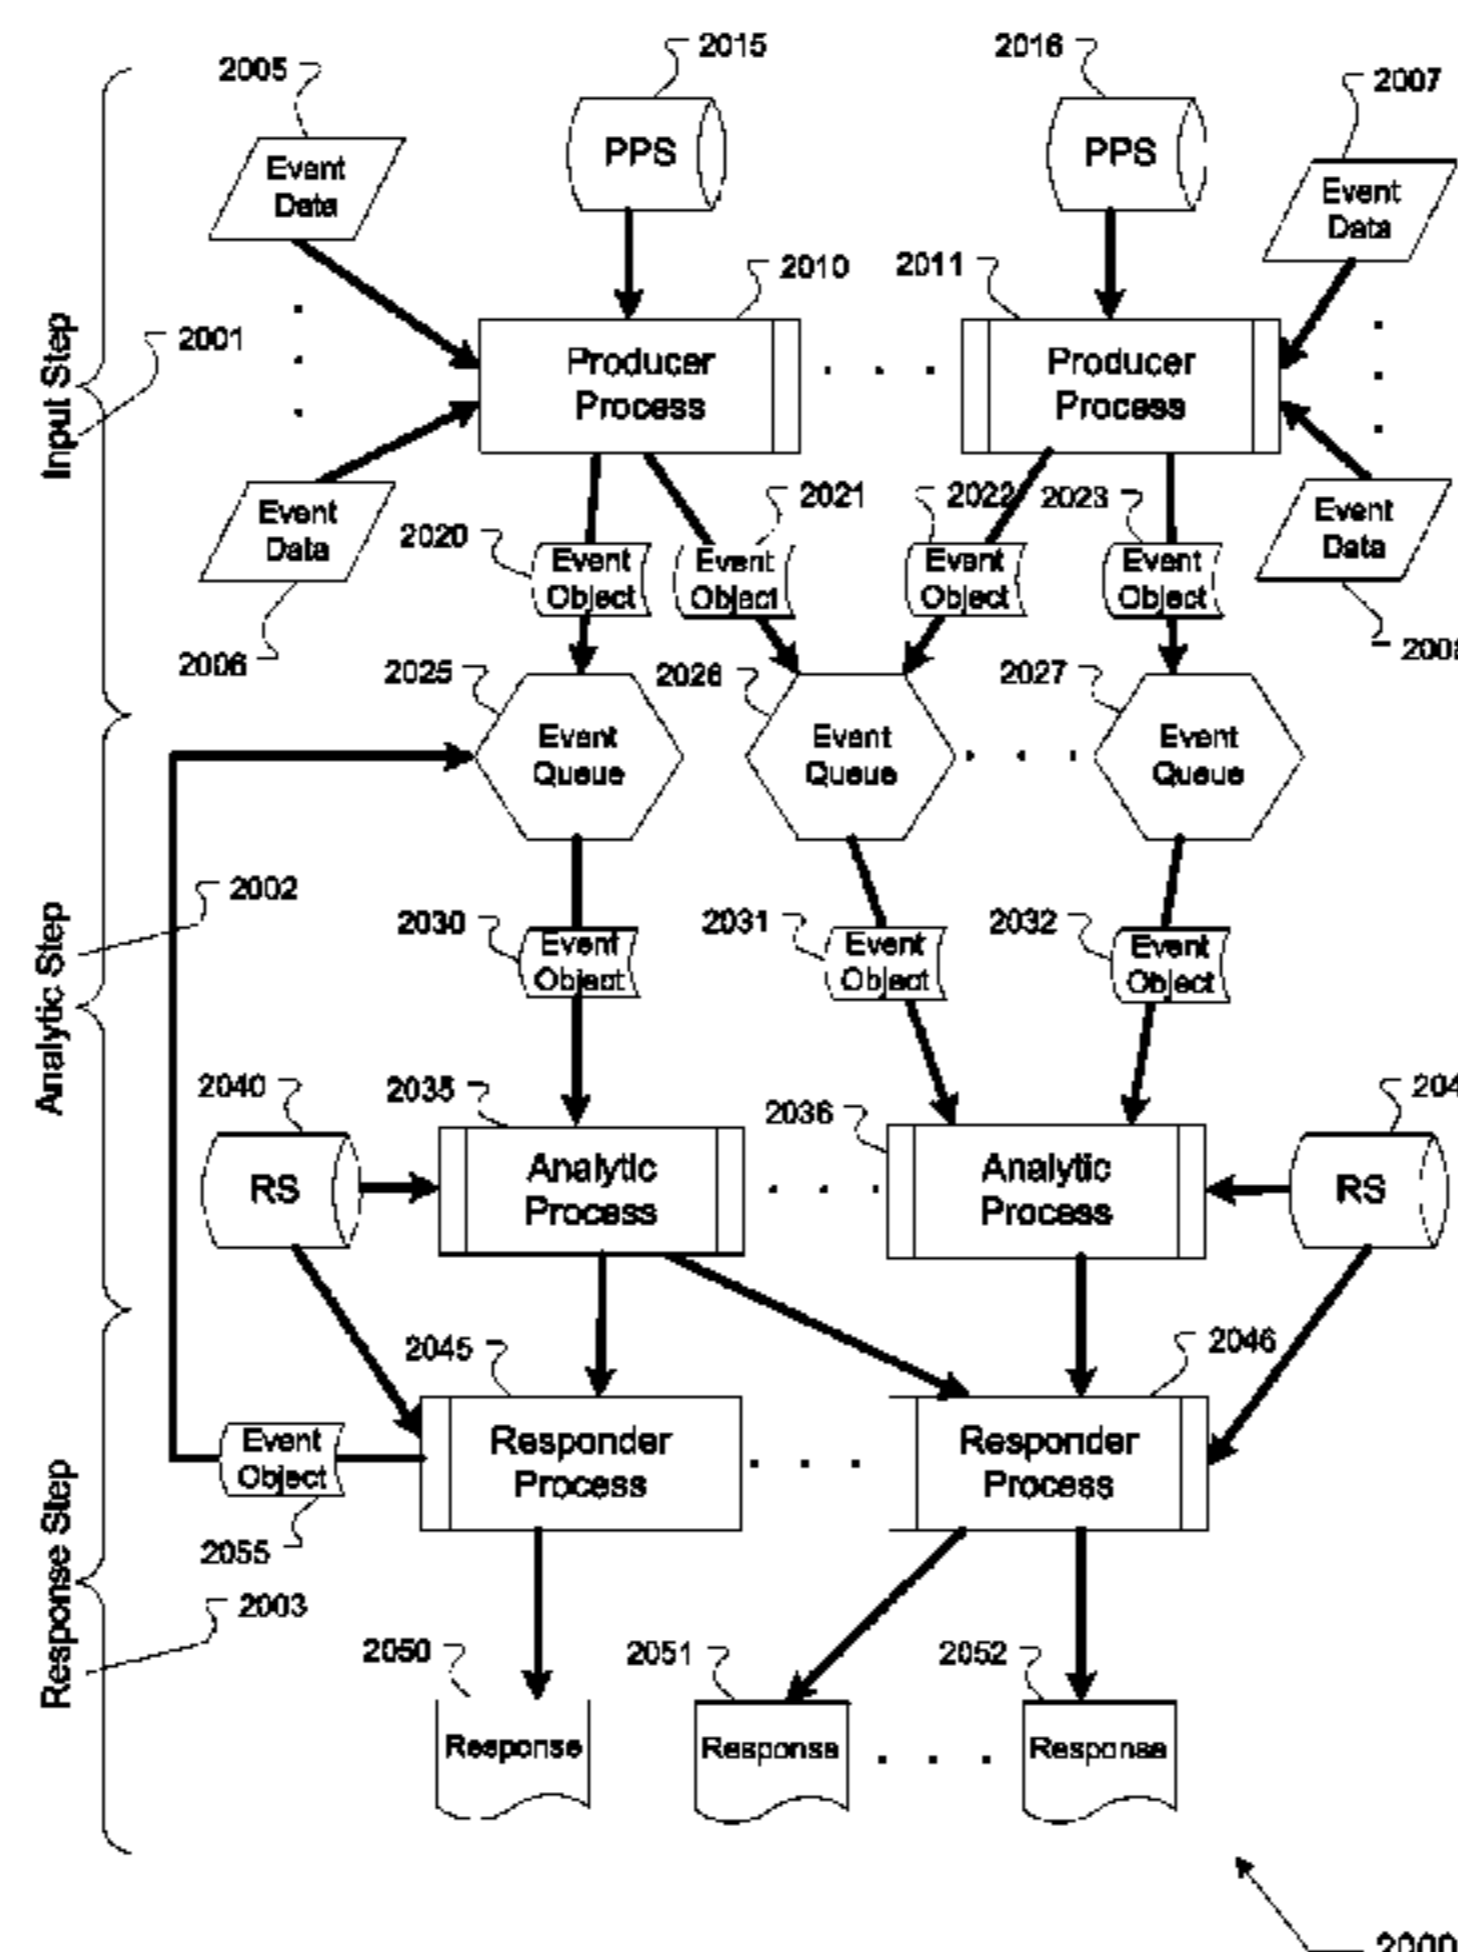 2015
2016
2005
2007
PPS
PPS
Event
Data
Event
Data
2010
2011
Input Step
2001
Producer
Process
. . .
Producer
Process
2021
2022
2023
Event
Data
2020
Event
Data
Event
Object
Event
Object
Event
Object
Event
Object
2006
2025
2026
2027
Event
Queue
Event
Queue
. . .
Event
Queue
2002
Analytic Step
2030
2031
2032
Event
Object
Event
Object
Event
Object
2040
2035
2036
RS
Analytic
Process
. . .
Analytic
Process
RS
2045
2046
Response Step
Event
Object
Responder
Process
. . .
Responder
Process
2055
2003
2050
2051
2052
Response
Response
. . .
Response
2000